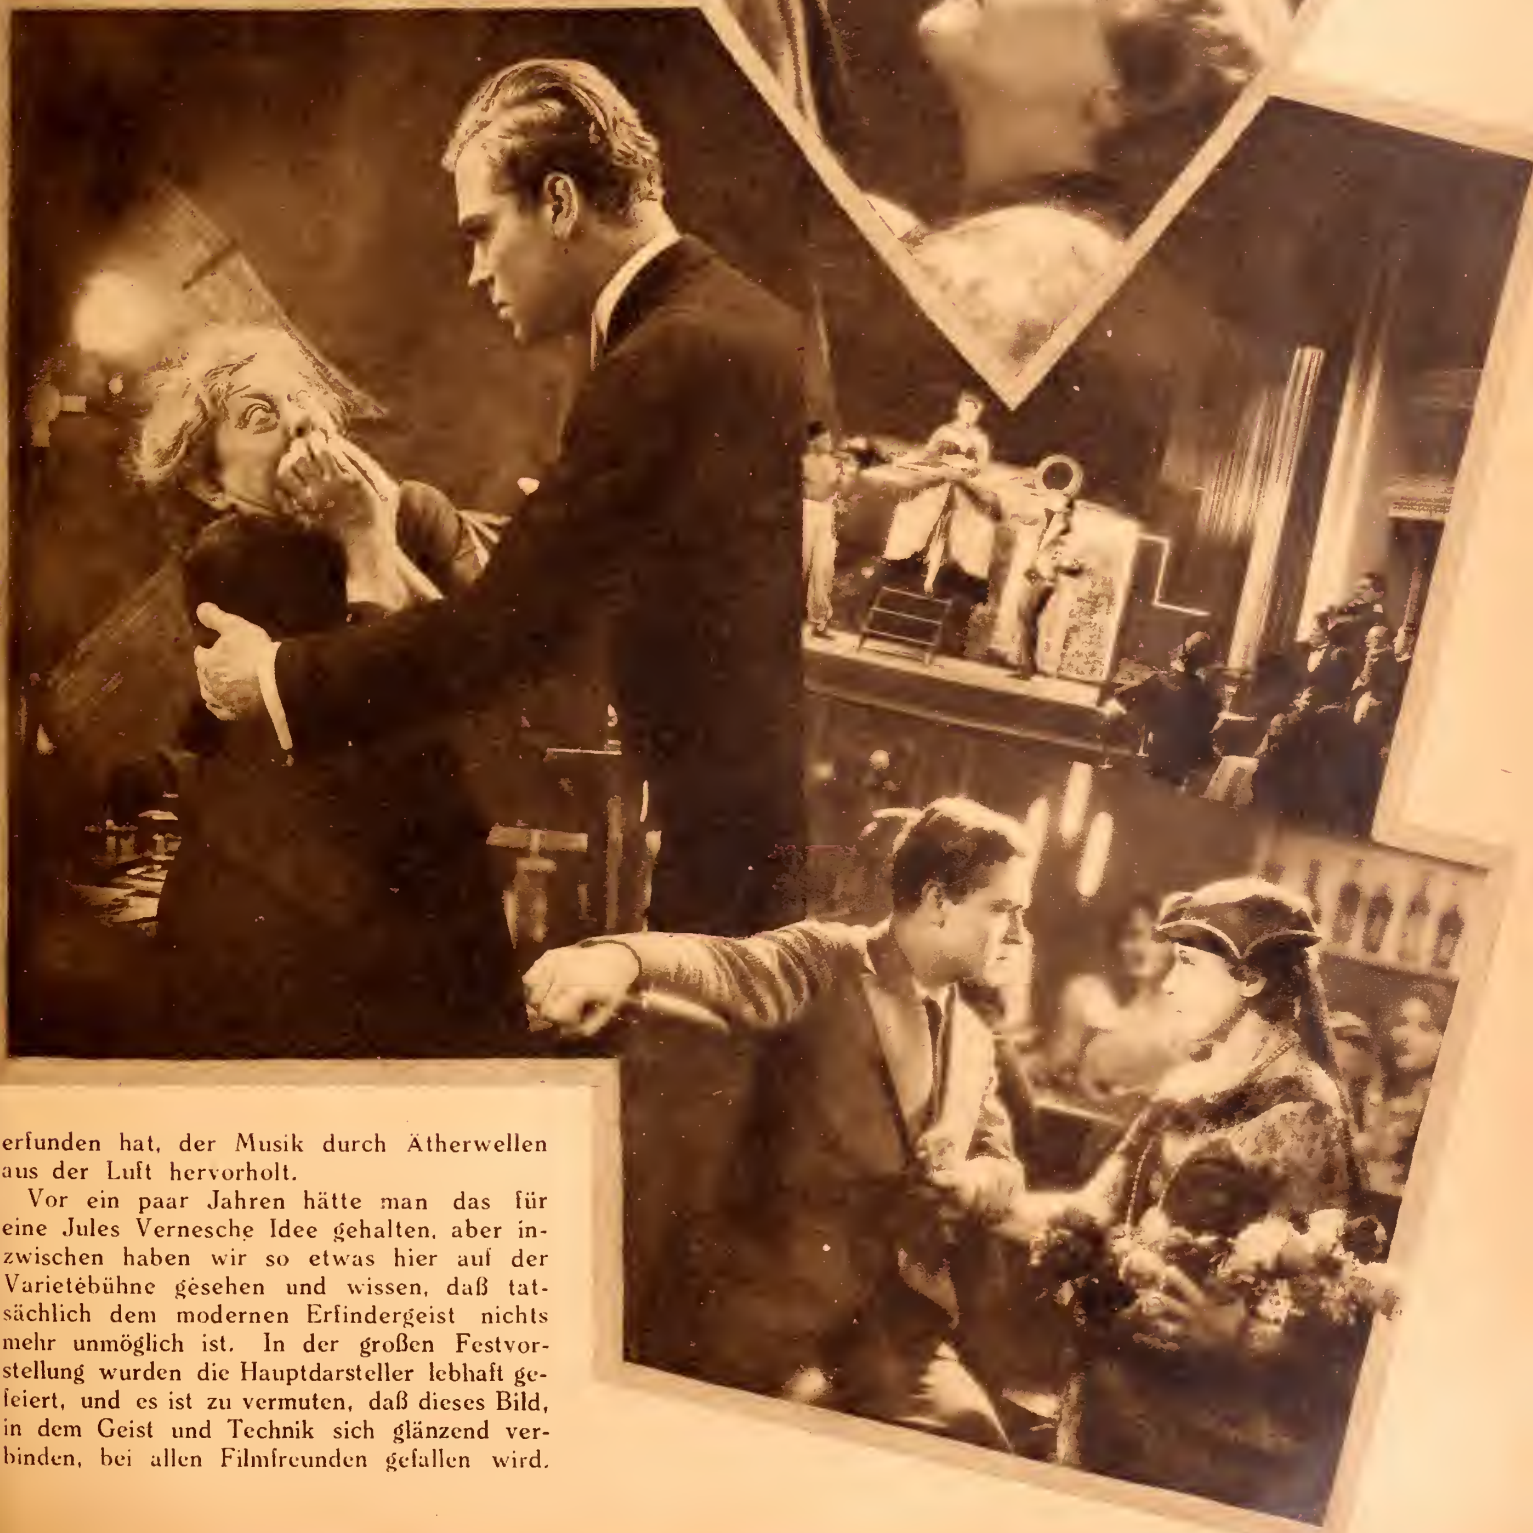 erfunden hat, der Musik durch Ätherwellen
aus der Luft hervorholt.
Vor ein paar Jahren hätte man das für
eine Jules Vernesche Idee gehalten, aber in-
zwischen haben wir so etwas hier auf der
Varietébühne gesehen und wissen, daß tat-
sächlich dem modernen Erfindergeist nichts
mehr unmöglich ist. In der großen Festvor-
stellung wurden die Hauptdarsteller lebhaft ge-
feiert, und es ist zu vermuten, daß dieses Bild,
in dem Geist und Technik sich glänzend ver-
binden, bei allen Filmfreunden gefallen wird.